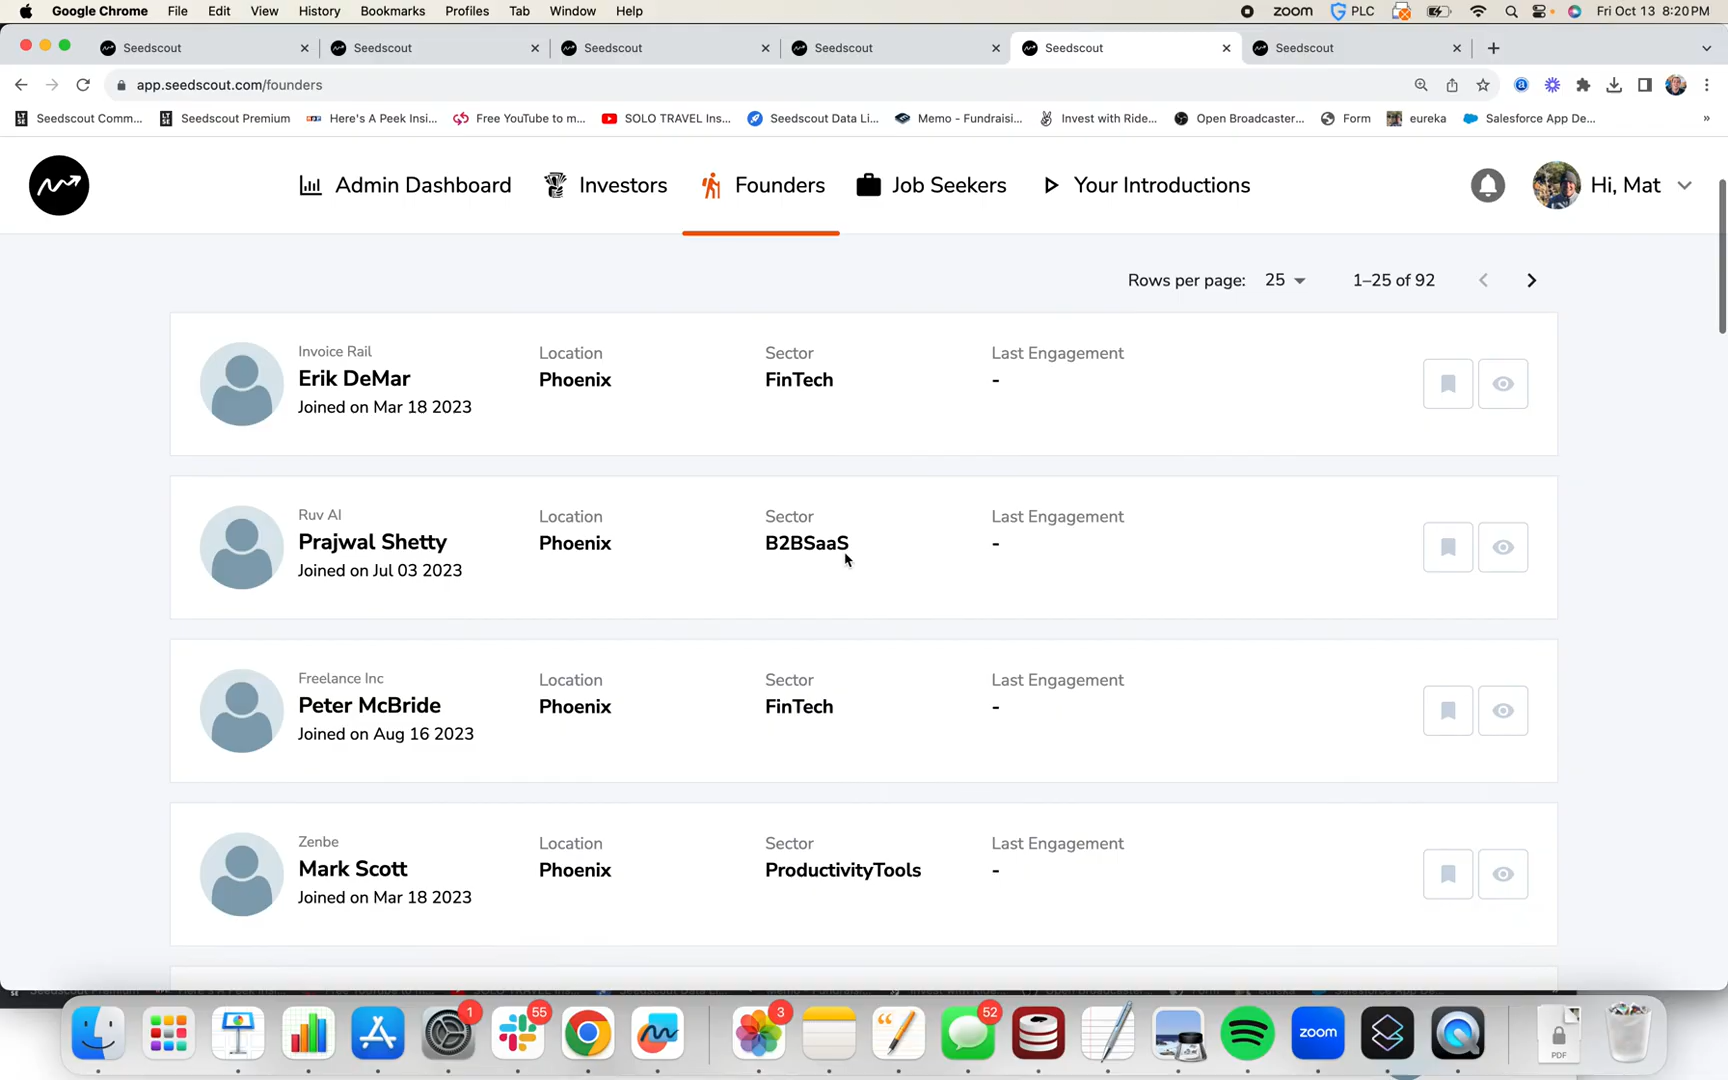 Google Chrome File Edit View History Bookmarks Profiles Tab Window Help zoom PLC Fri Oct 13 8:20 PM
Seedscout Seedscout Seedscout Seedscout Seedscout Seedscout
app.seedscout.com/founders
Seedscout Comm... Seedscout Premium Here's A Peek Insi... Free YouTube to m... SOLO TRAVEL Ins... Seedscout Data Li... Memo - Fundraisi... Invest with Ride... Open Broadcaster... Form eureka Salesforce App De... »
Admin Dashboard Investors Founders Job Seekers Your Introductions Hi, Mat
Rows per page: 25 1–25 of 92
Invoice Rail
Erik DeMar
Joined on Mar 18 2023
Location
Phoenix
Sector
FinTech
Last Engagement
-
Ruv AI
Prajwal Shetty
Joined on Jul 03 2023
Location
Phoenix
Sector
B2BSaaS
Last Engagement
-
Freelance Inc
Peter McBride
Joined on Aug 16 2023
Location
Phoenix
Sector
FinTech
Last Engagement
-
Zenbe
Mark Scott
Joined on Mar 18 2023
Location
Phoenix
Sector
ProductivityTools
Last Engagement
-
1 55 3 52
zoom
PDF